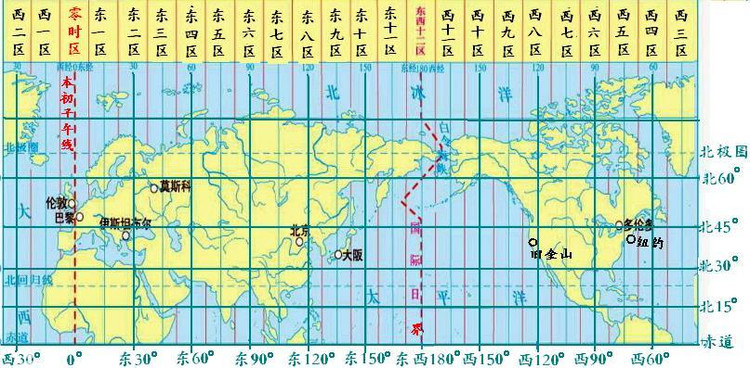 西二区
西一区
零时区
东一区
东二区
东三区
东四区
东五区
东六区
东七区
东八区
东九区
东十区
东十一区
东西十二区
西十一区
西十区
西九区
西八区
西七区
西六区
西五区
西四区
西三区
30 西经0东经 30 60 90 120 150 东经180西经 150 120 90 60
本初子午线
北冰洋
白令海峡
北极圈
北极圈
北60°
莫斯科
伦敦
巴黎
大
伊斯坦布尔
北京
大阪
国际日界
多伦多
纽约
旧金山
北45°
北30°
北回归线
太平洋
西
北15°
赤道
赤道
西30° 0° 东30° 东60° 东90° 东120° 东150° 东西180° 西150° 西120° 西90° 西60°